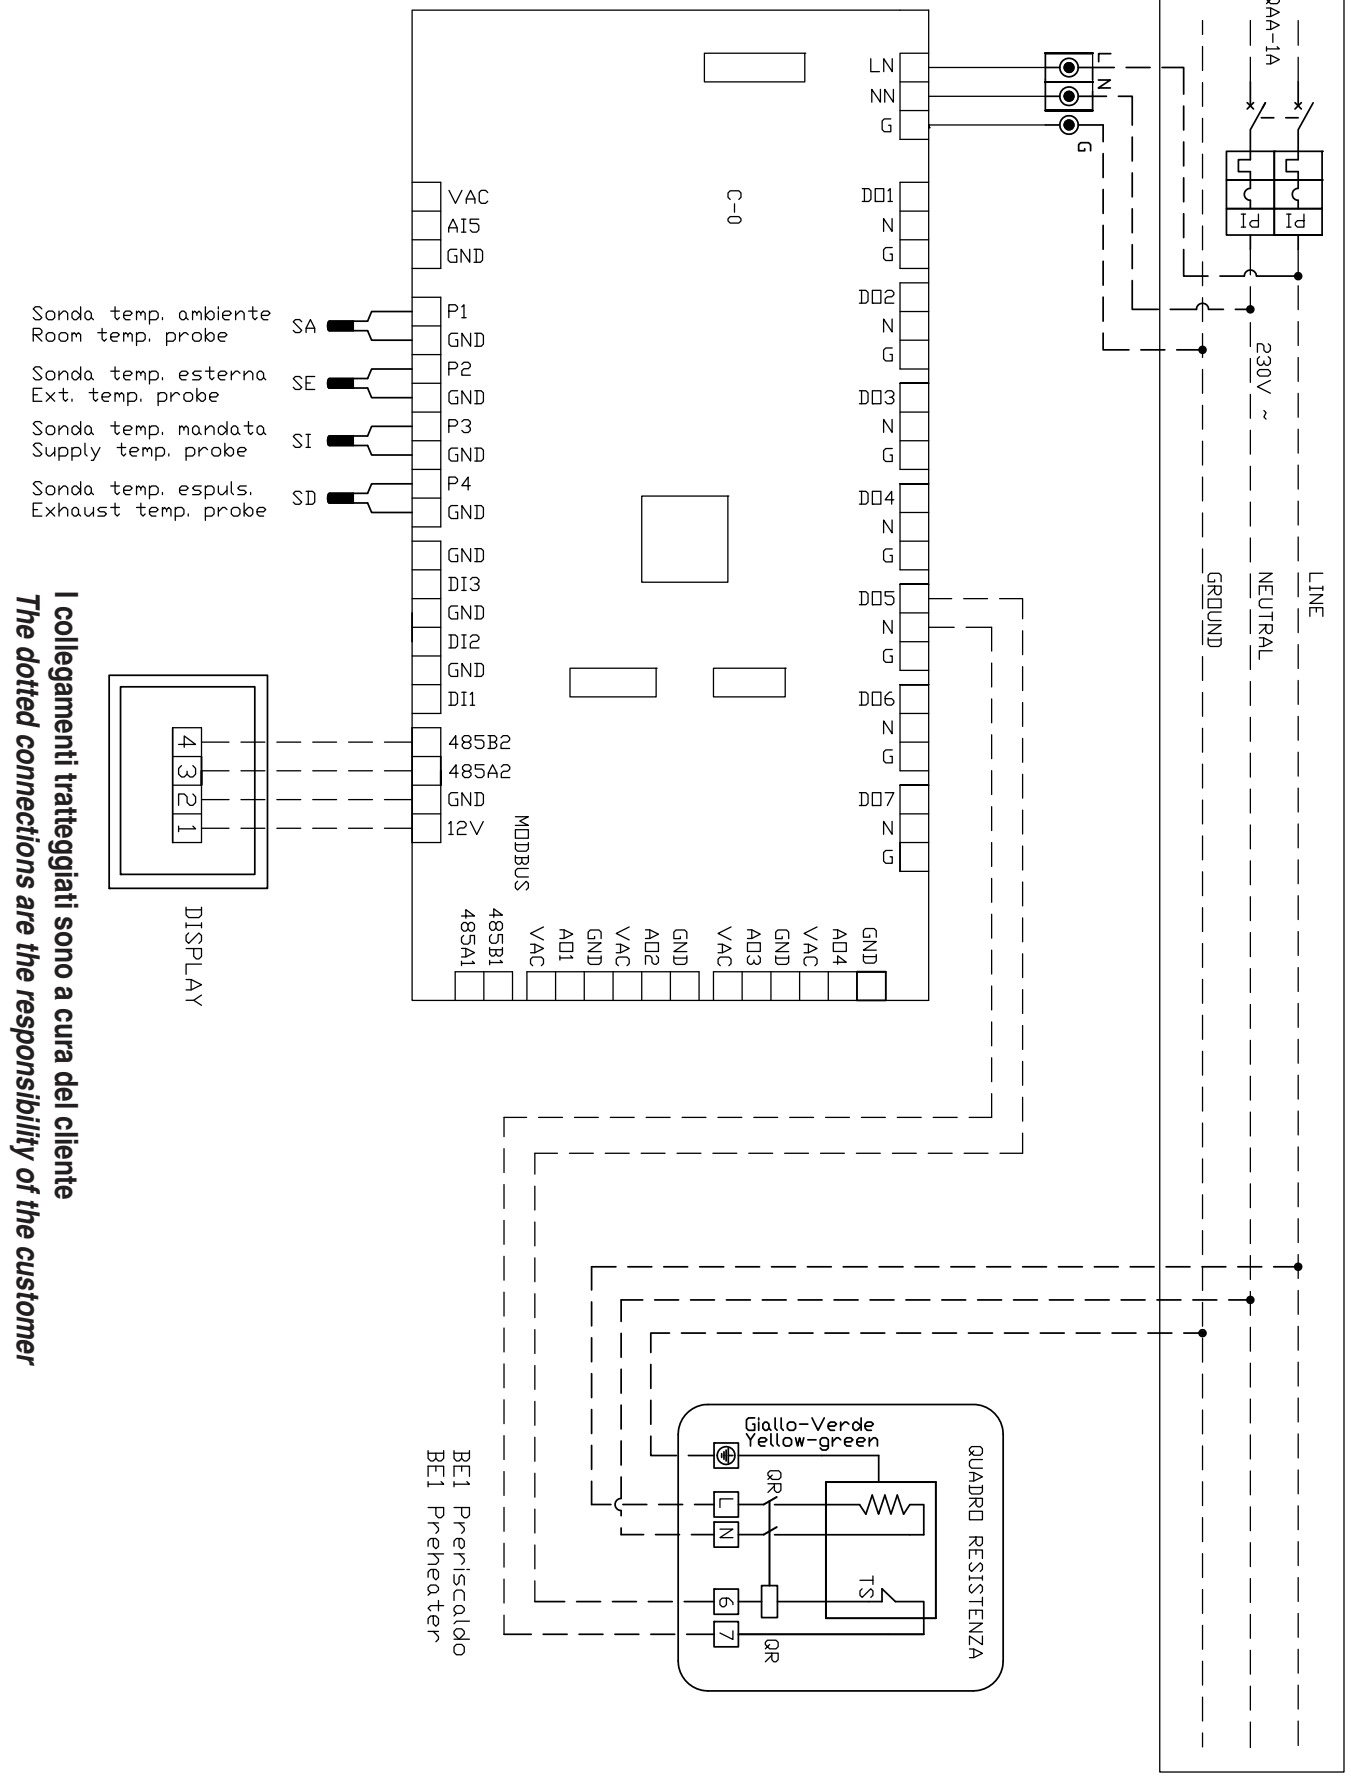 QAA-1A
PI
PI
230V ~
LINE
NEUTRAL
GROUND
L
N
G
LN
NN
G
C-0
DO1
N
G
DO2
N
G
DO3
N
G
DO4
N
G
DO5
N
G
DO6
N
G
DO7
N
G
VAC
AI5
GND
P1
GND
P2
GND
P3
GND
P4
GND
GND
DI3
GND
DI2
GND
DI1
485B2
485A2
GND
12V
MODBUS
485A1
485B1
VAC
AO1
GND
VAC
AO2
GND
VAC
AO3
GND
VAC
AO4
GND
Sonda temp. ambiente
Room temp. probe
SA
Sonda temp. esterna
Ext. temp. probe
SE
Sonda temp. mandata
Supply temp. probe
SI
Sonda temp. espuls.
Exhaust temp. probe
SD
4
3
2
1
DISPLAY
I collegamenti tratteggiati sono a cura del cliente
The dotted connections are the responsibility of the customer
QUADRO RESISTENZA
Giallo-Verde
Yellow-green
QR
L
N
TS
6
7
QR
BE1 Preriscaldo
BE1 Preheater